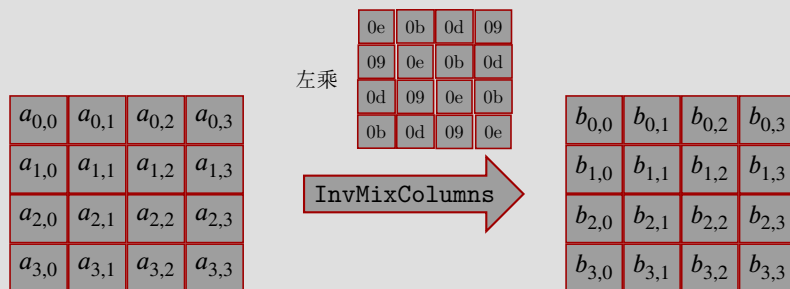 0e 0b 0d 09
09 0e 0b 0d
左乘
0d 09 0e 0b
0b 0d 09 0e
a0,0 a0,1 a0,2 a0,3
a1,0 a1,1 a1,2 a1,3
a2,0 a2,1 a2,2 a2,3
a3,0 a3,1 a3,2 a3,3
InvMixColumns
b0,0 b0,1 b0,2 b0,3
b1,0 b1,1 b1,2 b1,3
b2,0 b2,1 b2,2 b2,3
b3,0 b3,1 b3,2 b3,3